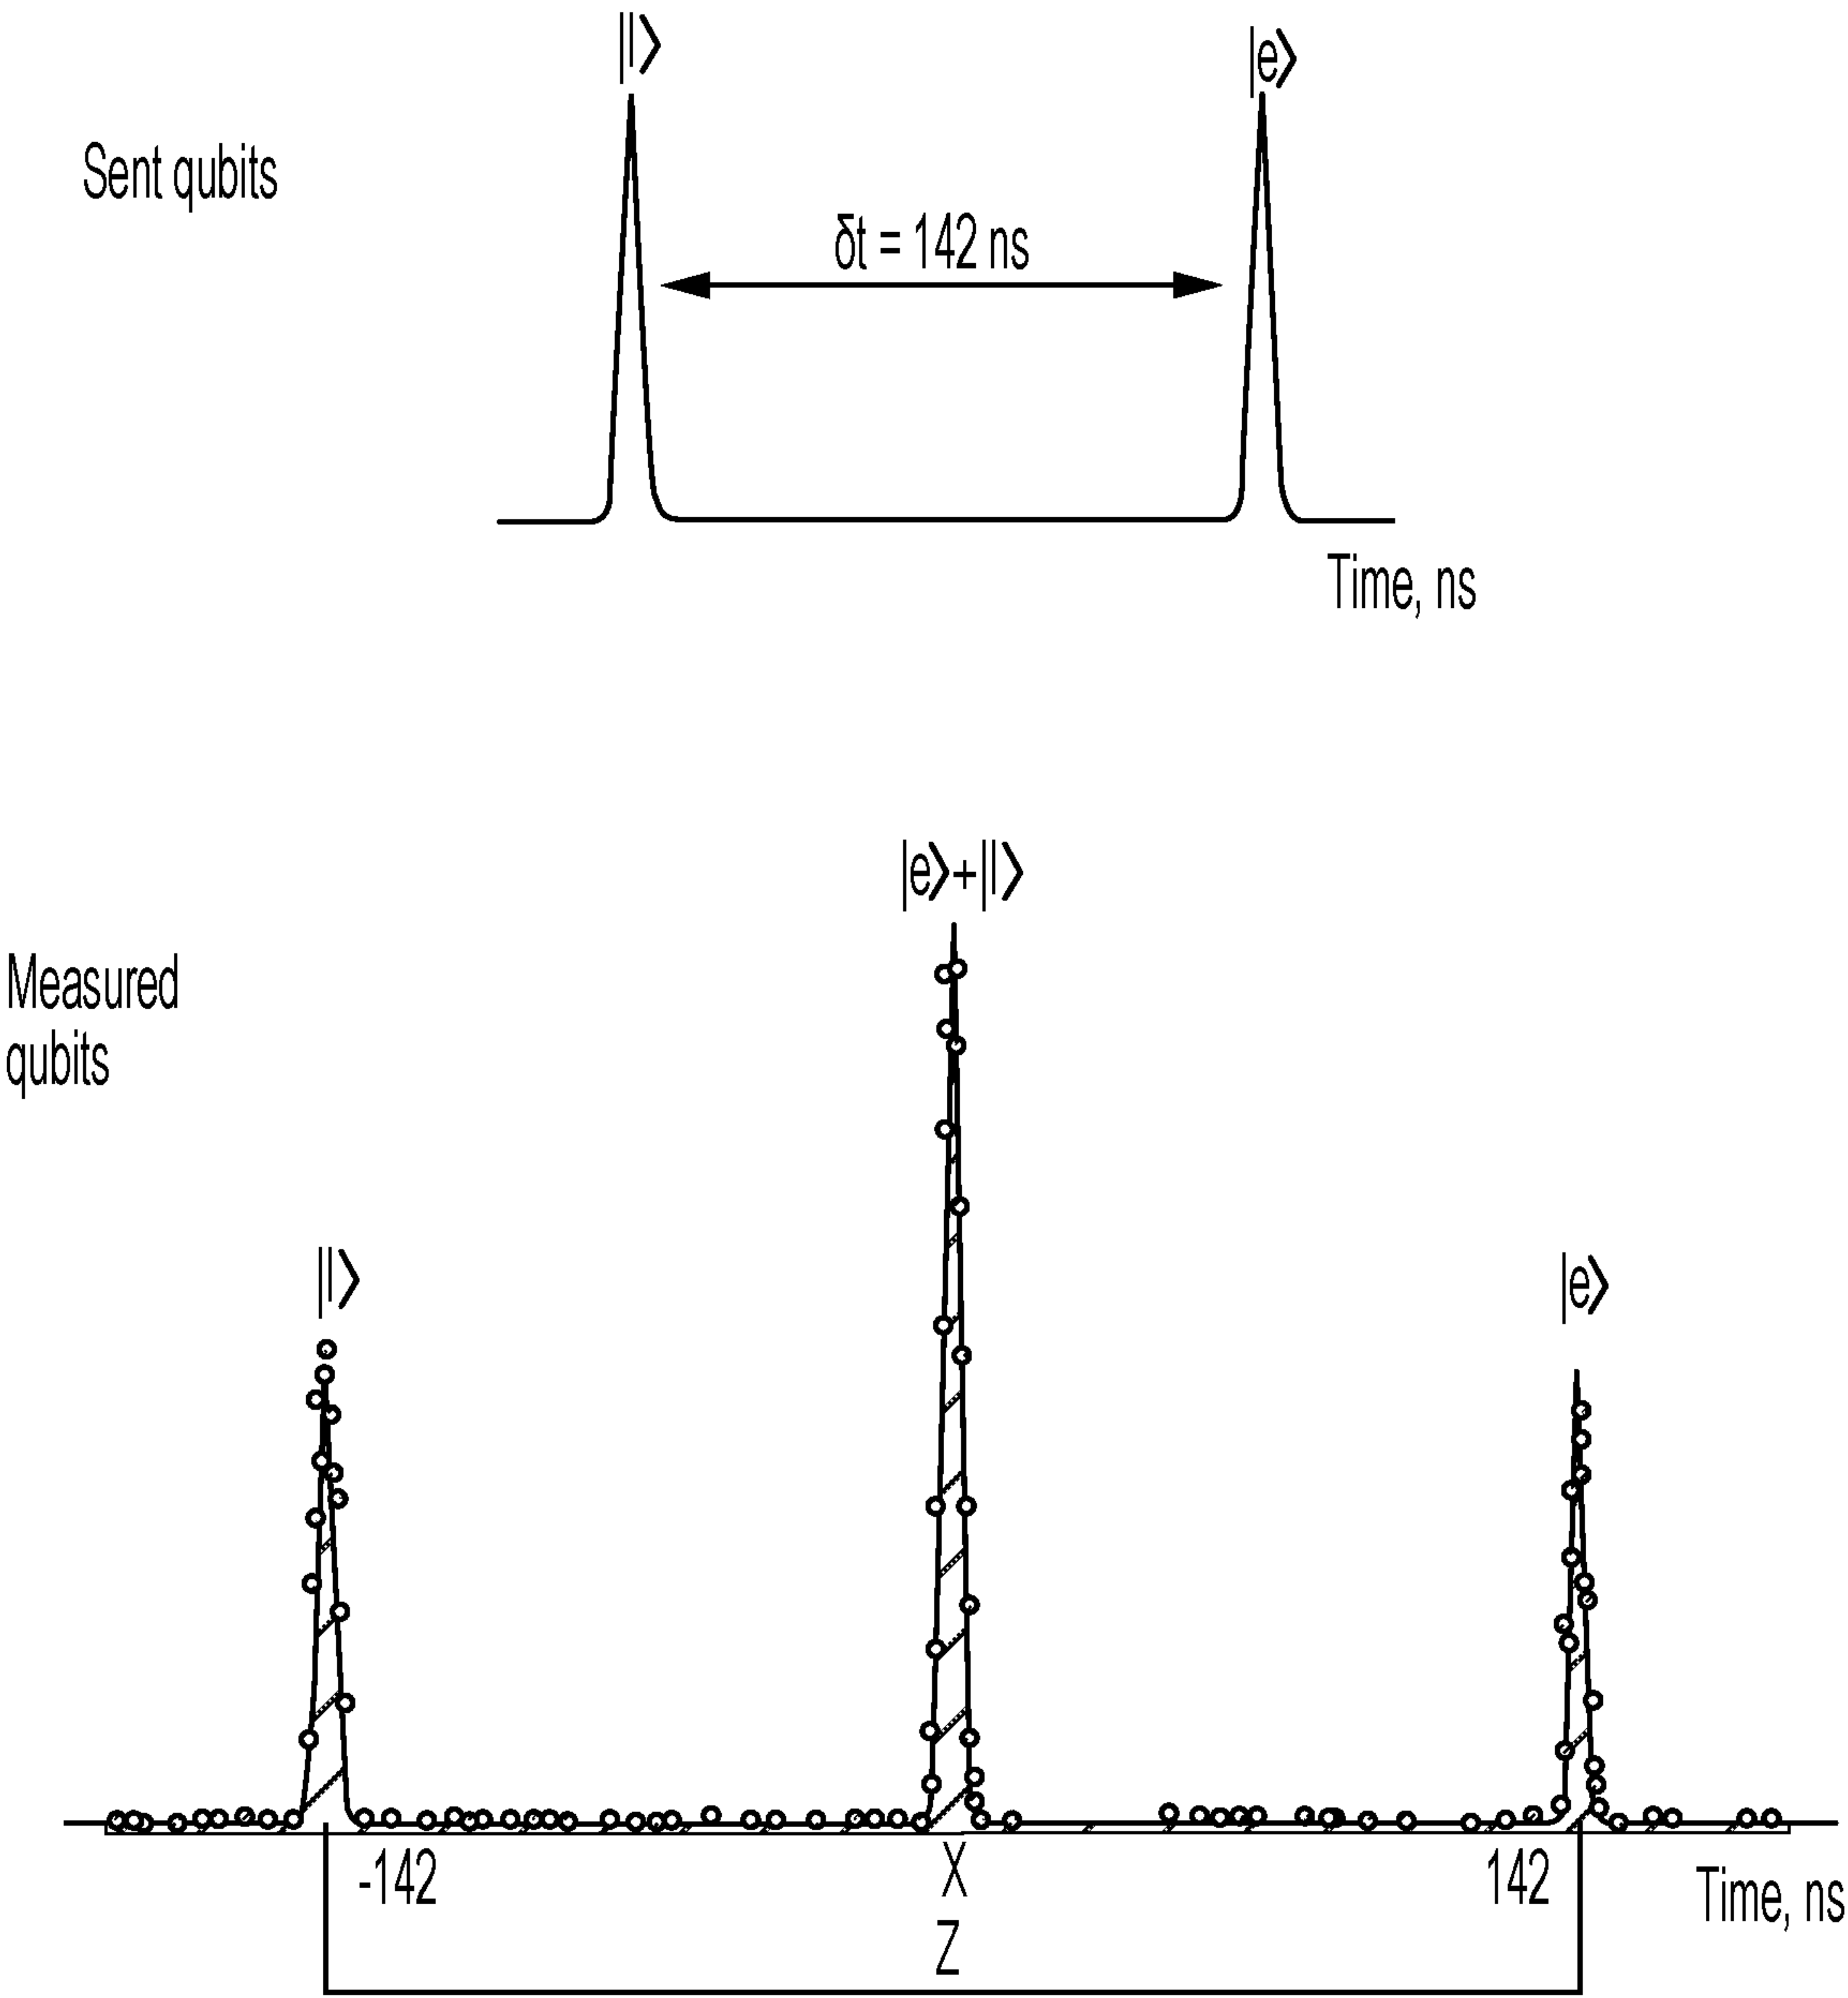 |l⟩
|e⟩
Sent qubits
δt = 142 ns
Time, ns
|e⟩+|l⟩
Measured
qubits
|l⟩
|e⟩
-142
X
142
Time, ns
Z